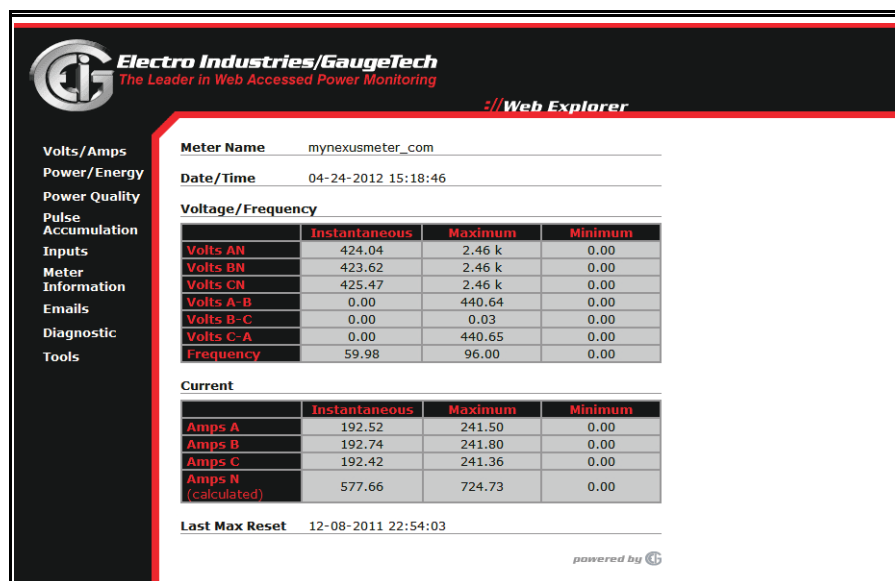 Electro Industries/GaugeTech
The Leader in Web Accessed Power Monitoring
://Web Explorer
Volts/Amps
Power/Energy
Power Quality
Pulse
Accumulation
Inputs
Meter
Information
Emails
Diagnostic
Tools
Meter Name mynexusmeter_com
Date/Time 04-24-2012 15:18:46
Voltage/Frequency
Instantaneous Maximum Minimum
Volts AN 424.04 2.46 k 0.00
Volts BN 423.62 2.46 k 0.00
Volts CN 425.47 2.46 k 0.00
Volts A-B 0.00 440.64 0.00
Volts B-C 0.00 0.03 0.00
Volts C-A 0.00 440.65 0.00
Frequency 59.98 96.00 0.00
Current
Instantaneous Maximum Minimum
Amps A 192.52 241.50 0.00
Amps B 192.74 241.80 0.00
Amps C 192.42 241.36 0.00
Amps N
(calculated) 577.66 724.73 0.00
Last Max Reset 12-08-2011 22:54:03
powered by